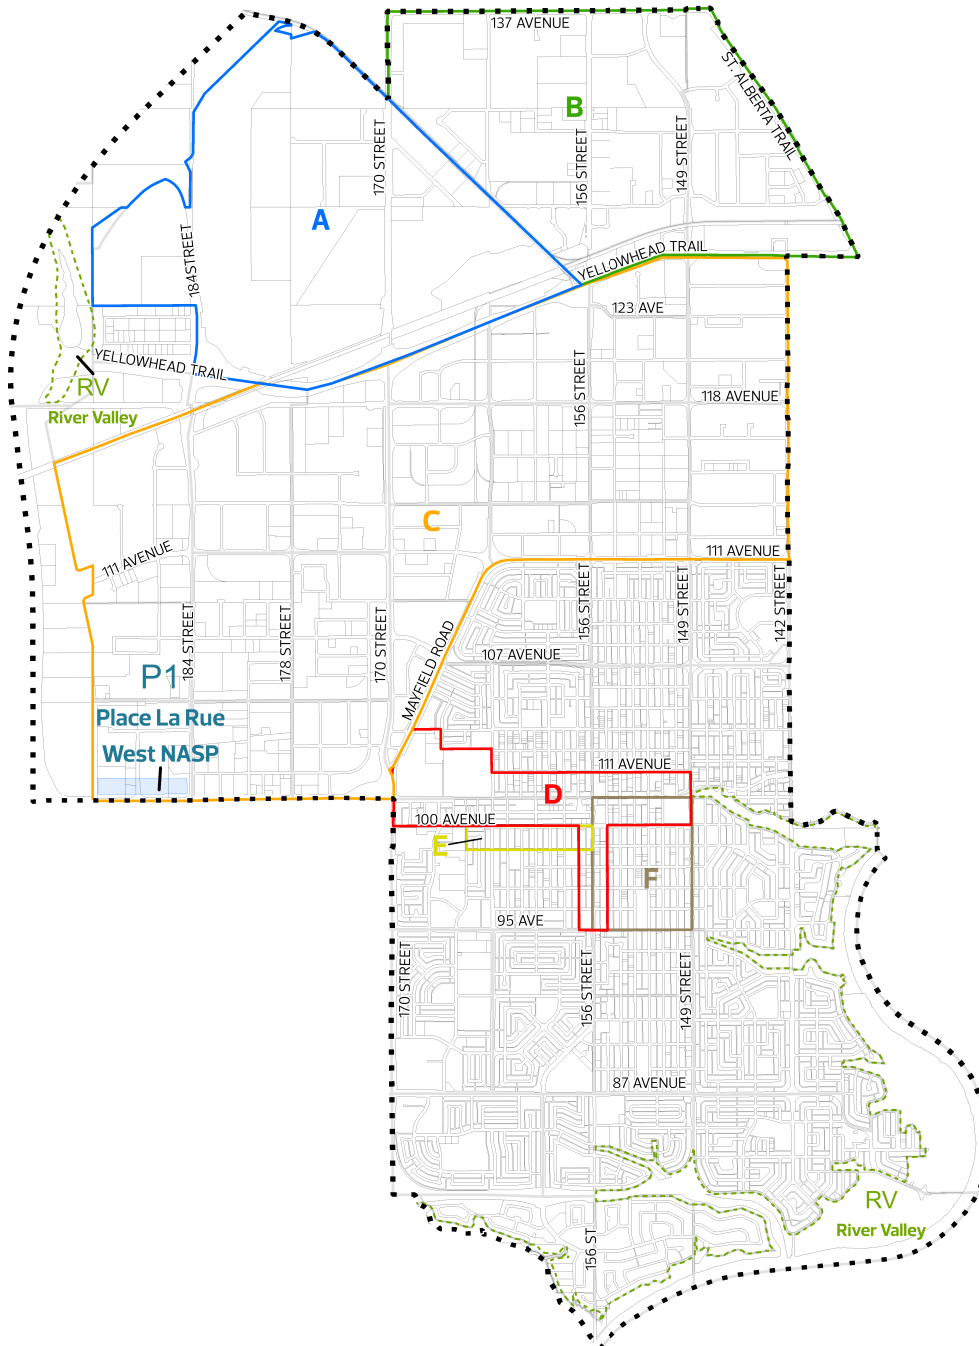 137 AVENUE
ST. ALBERTA TRAIL
B
170 STREET
156 STREET
149 STREET
A
184STREET
YELLOWHEAD TRAIL
123 AVE
YELLOWHEAD TRAIL
RV
River Valley
156 STREET
118 AVENUE
C
111 AVENUE
111 AVENUE
184 STREET
178 STREET
170 STREET
MAYFIELD ROAD
156 STREET
149 STREET
142 STREET
107 AVENUE
P1
Place La Rue
West NASP
111 AVENUE
D
100 AVENUE
E
F
95 AVE
170 STREET
156 STREET
149 STREET
87 AVENUE
RV
River Valley
156 ST